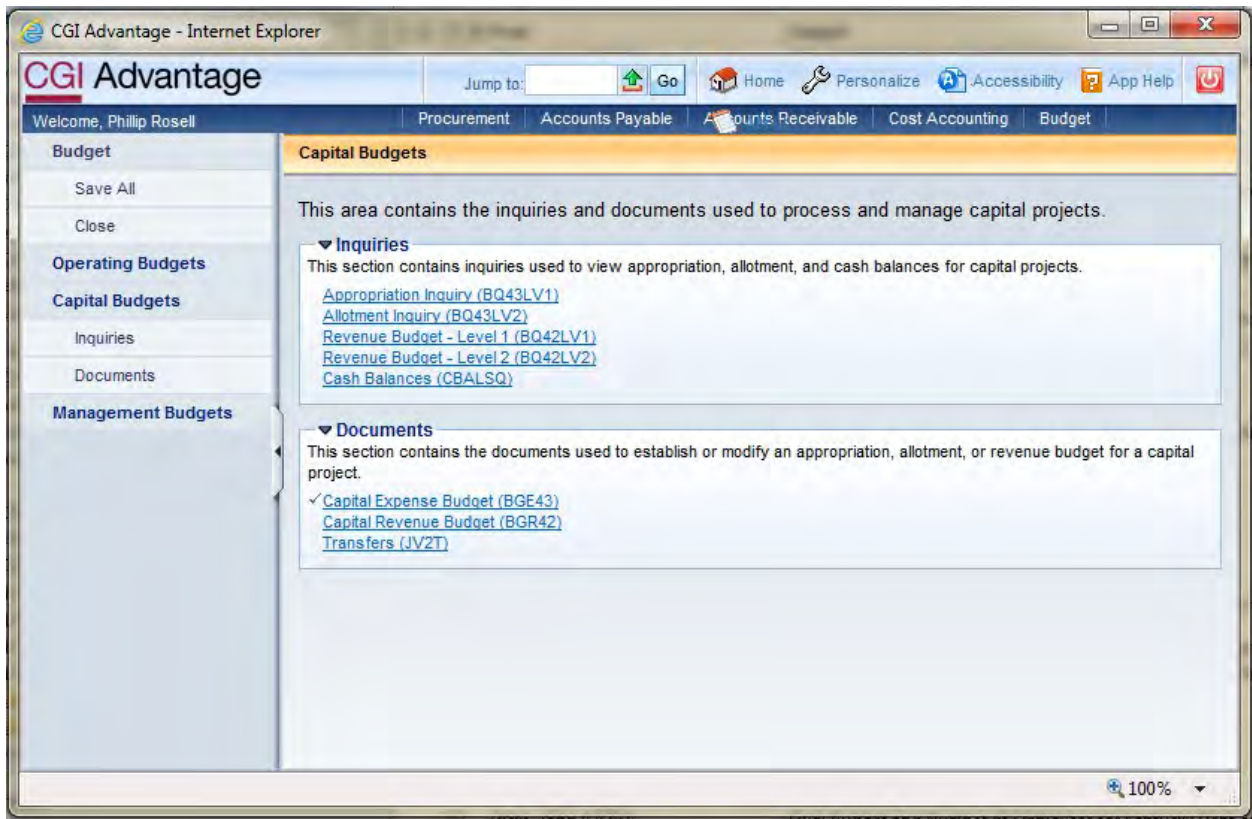 CGI Advantage - Internet Explorer
CGI Advantage
Jump to:
Go
Home
Personalize
Accessibility
App Help
Welcome, Phillip Rosell
Procurement
Accounts Payable
Receivable
Cost Accounting
Budget
Budget
Save All
Close
Operating Budgets
Capital Budgets
Inquiries
Documents
Management Budgets
Capital Budgets
This area contains the inquiries and documents used to process and manage capital projects.
Inquiries
This section contains inquiries used to view appropriation, allotment, and cash balances for capital projects.
Appropriation Inquiry (BQ43LV1)
Allotment Inquiry (BQ43LV2)
Revenue Budget - Level 1 (BQ42LV1)
Revenue Budget - Level 2 (BQ42LV2)
Cash Balances (CBALSQ)
Documents
This section contains the documents used to establish or modify an appropriation, allotment, or revenue budget for a capital
project.
Capital Expense Budget (BGE43)
Capital Revenue Budget (BGR42)
Transfers (JV2T)
100%